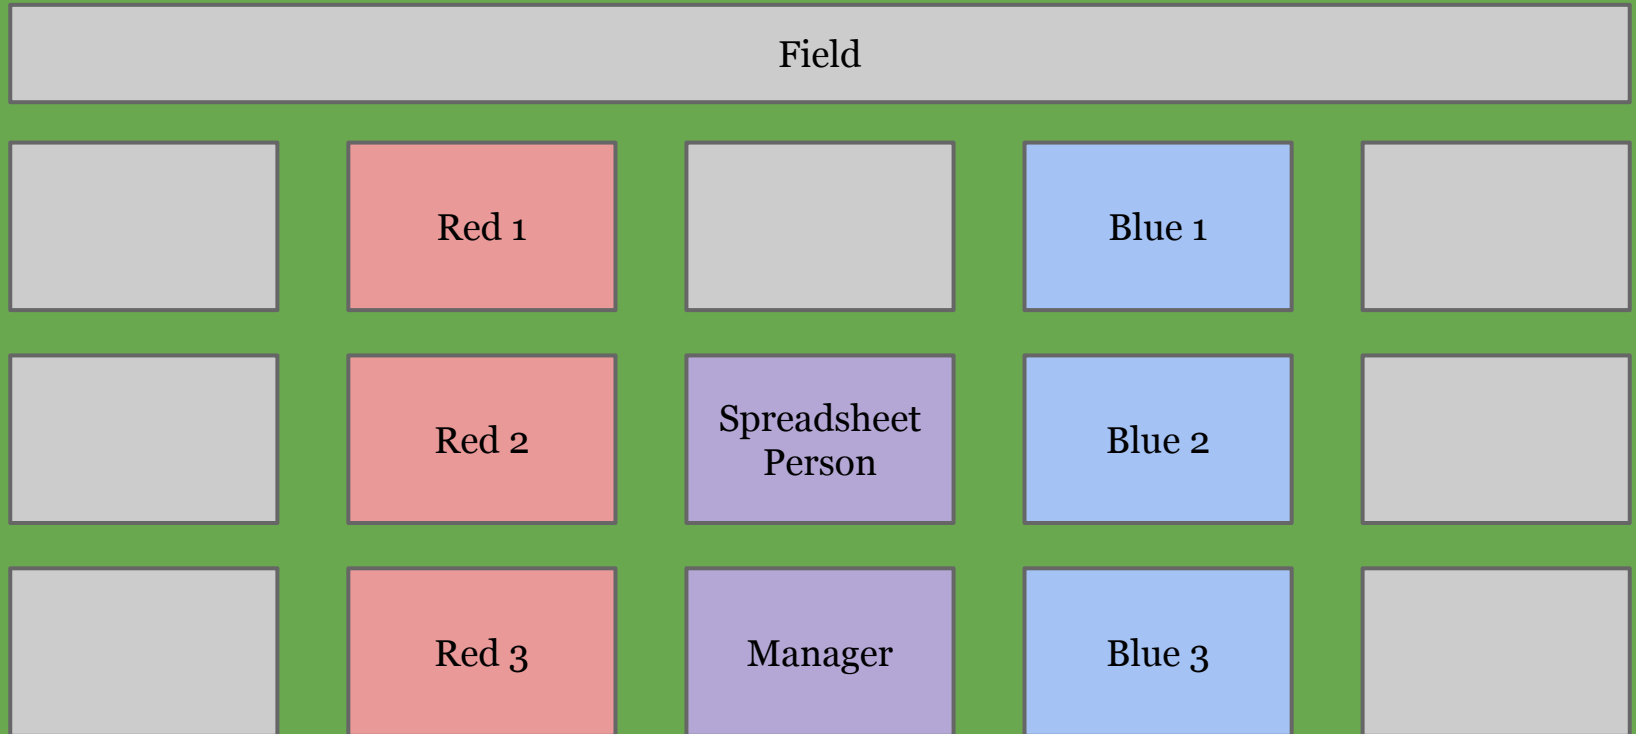 Field
Red 1
Blue 1
Red 2
Spreadsheet
Person
Blue 2
Red 3
Manager
Blue 3